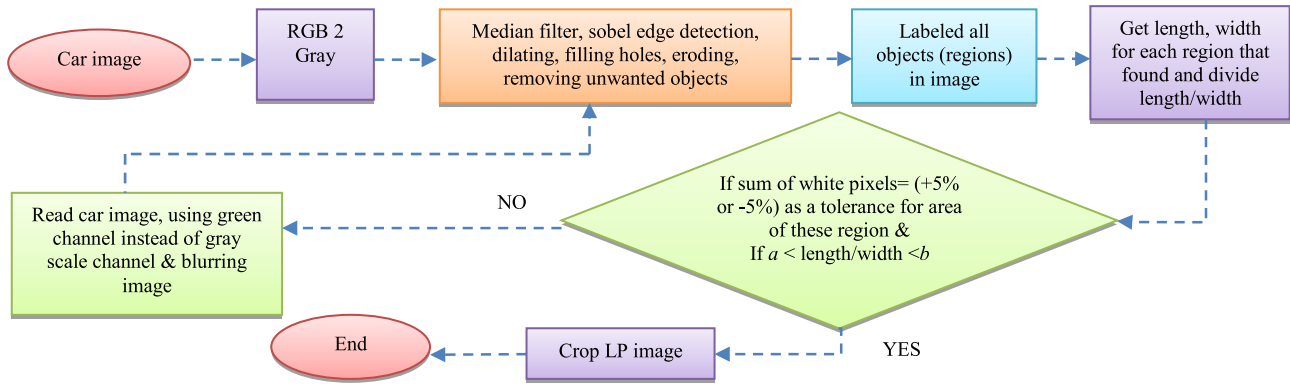 Car image
RGB 2
Gray
Median filter, sobel edge detection,
dilating, filling holes, eroding,
removing unwanted objects
Labeled all
objects (regions)
in image
Get length, width
for each region that
found and divide
length/width
If sum of white pixels= (+5%
or -5%) as a tolerance for area
of these region &
If a < length/width <b
NO
Read car image, using green
channel instead of gray
scale channel & blurring
image
YES
Crop LP image
End